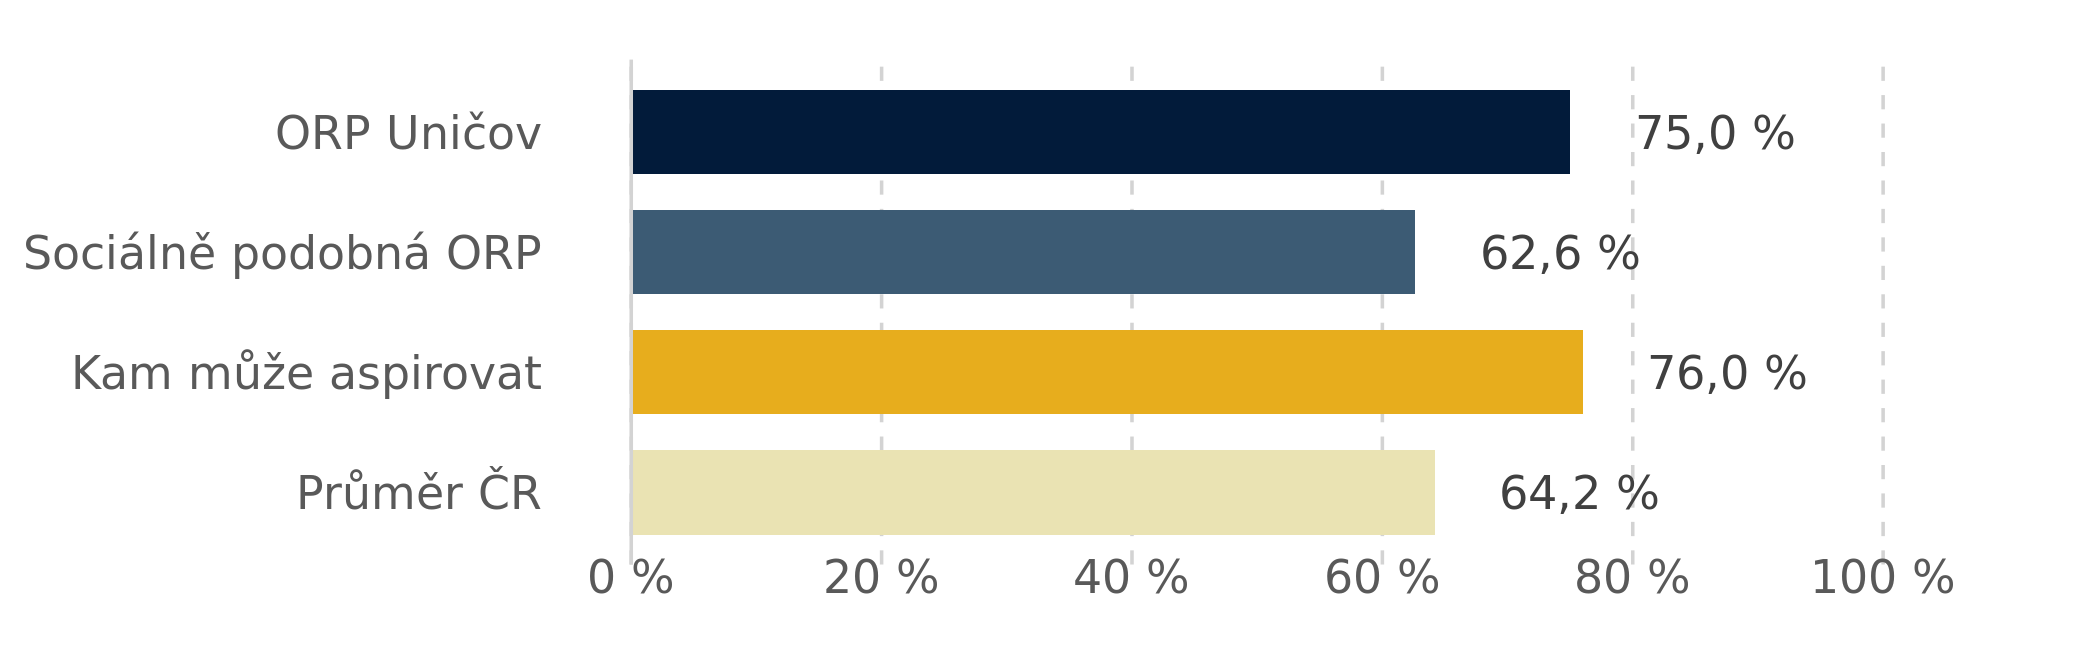 ORP Uničov 75,0 %
Sociálně podobná ORP 62,6 %
Kam může aspirovat 76,0 %
Průměr ČR 64,2 %
0 % 20 % 40 % 60 % 80 % 100 %